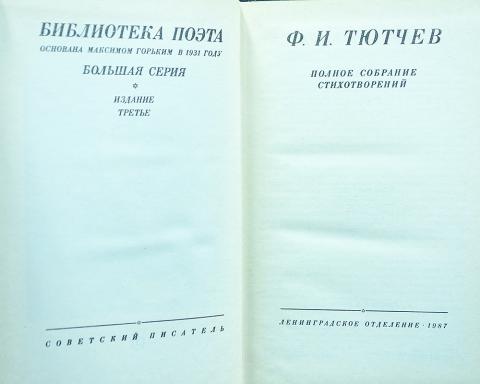 БИБЛИОТЕКА ПОЭТА
ОСНОВАНА МАКСИМОМ ГОРЬКИМ В 1931 ГОДУ
БОЛЬШАЯ СЕРИЯ
*
ИЗДАНИЕ
ТРЕТЬЕ
СОВЕТСКИЙ ПИСАТЕЛЬ
Ф. И. ТЮТЧЕВ
ПОЛНОЕ СОБРАНИЕ
СТИХОТВОРЕНИЙ
ЛЕНИНГРАДСКОЕ ОТДЕЛЕНИЕ · 1987